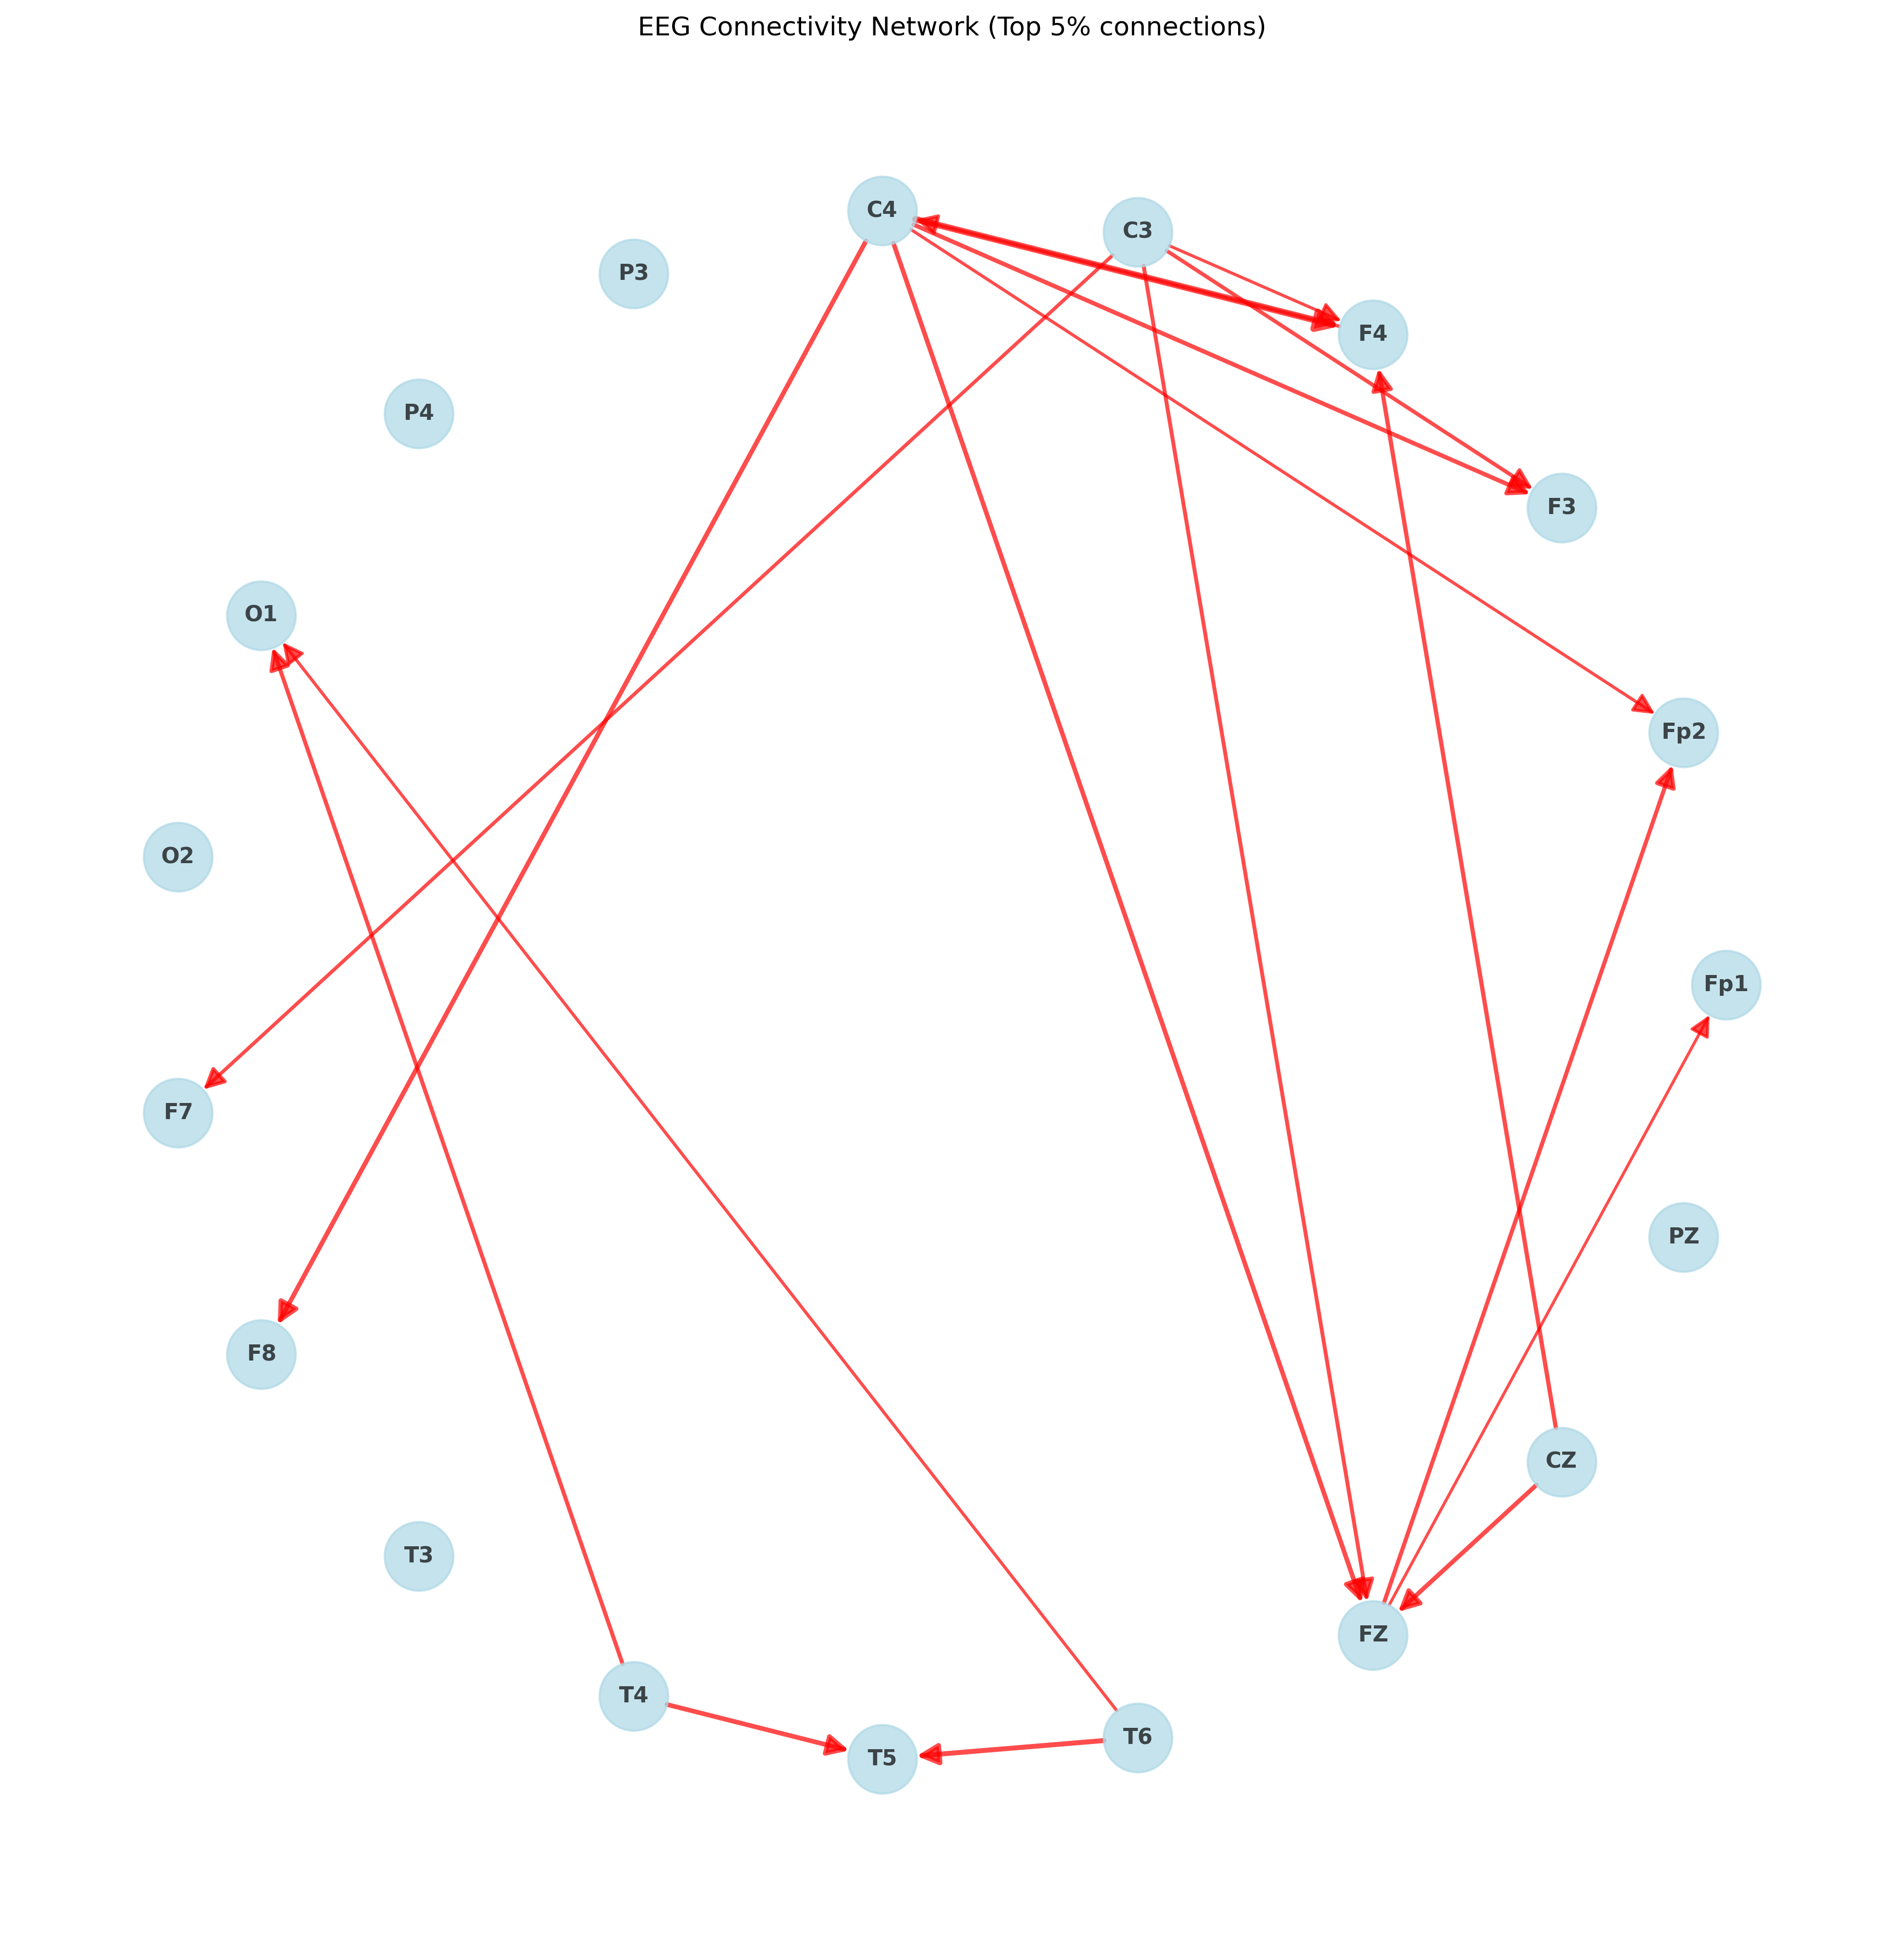 EEG Connectivity Network (Top 5% connections)
C4
C3
P3
F4
P4
F3
O1
Fp2
O2
Fp1
F7
PZ
F8
CZ
T3
FZ
T4
T6
T5